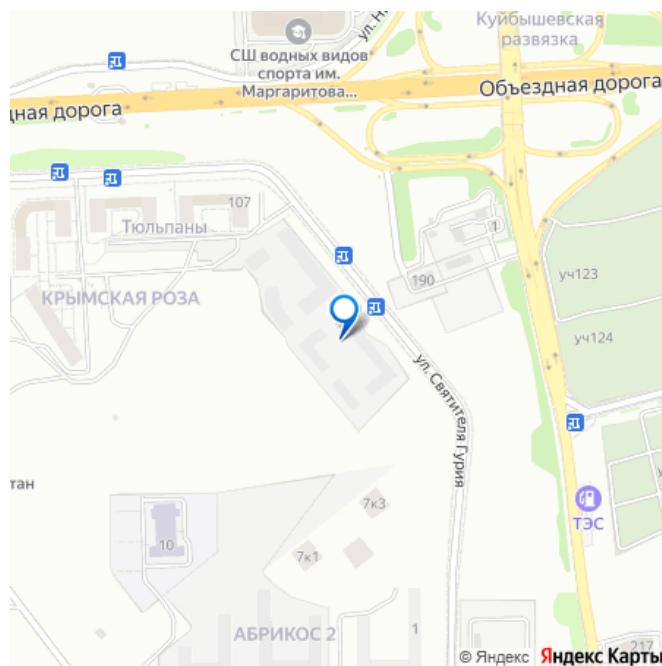 Куйбышевская
развязка
ул. Н
СШ водных видов
спорта им.
Маргаритова...
Объездная дорога
дная дорога
107
Тюльпаны
1
190
уч123
КРЫМСКАЯ РОЗА
уч124
ул. Святителя Гурия
тан
7к3
ТЭС
10
7к1
АБРИКОС 2
1
217
© Яндекс Яндекс Карты